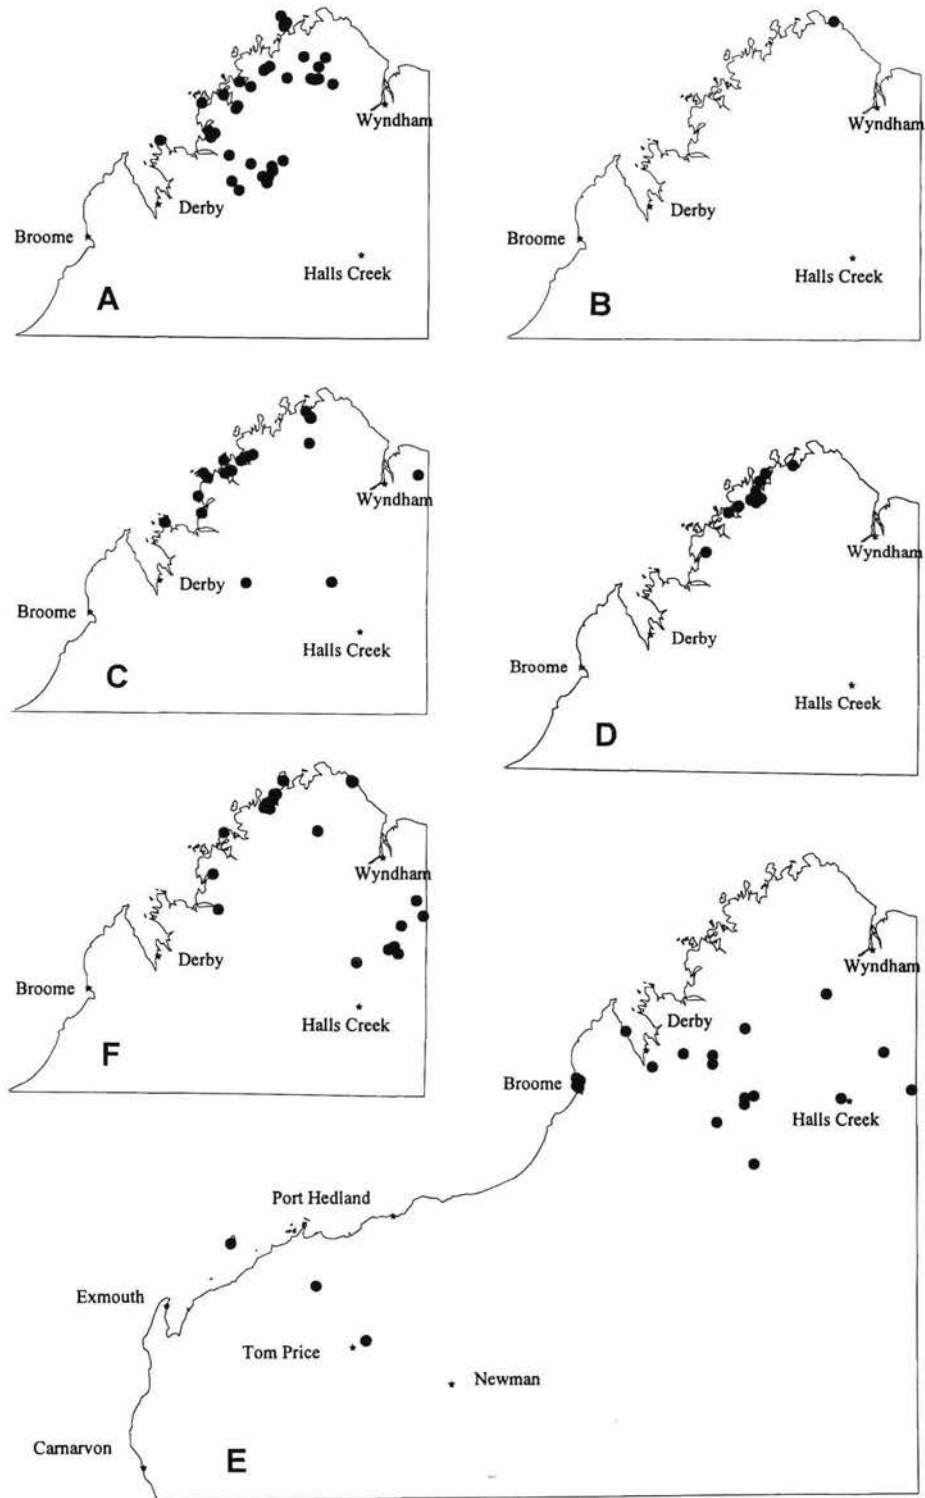 Wyndham
Derby
Broome
Halls Creek
A
Wyndham
Derby
Broome
Halls Creek
B
Wyndham
Derby
Broome
Halls Creek
C
Wyndham
Derby
Broome
Halls Creek
D
Wyndham
Derby
Broome
Halls Creek
F
Wyndham
Derby
Broome
Halls Creek
Port Hedland
Exmouth
Tom Price
Newman
Carnarvon
E